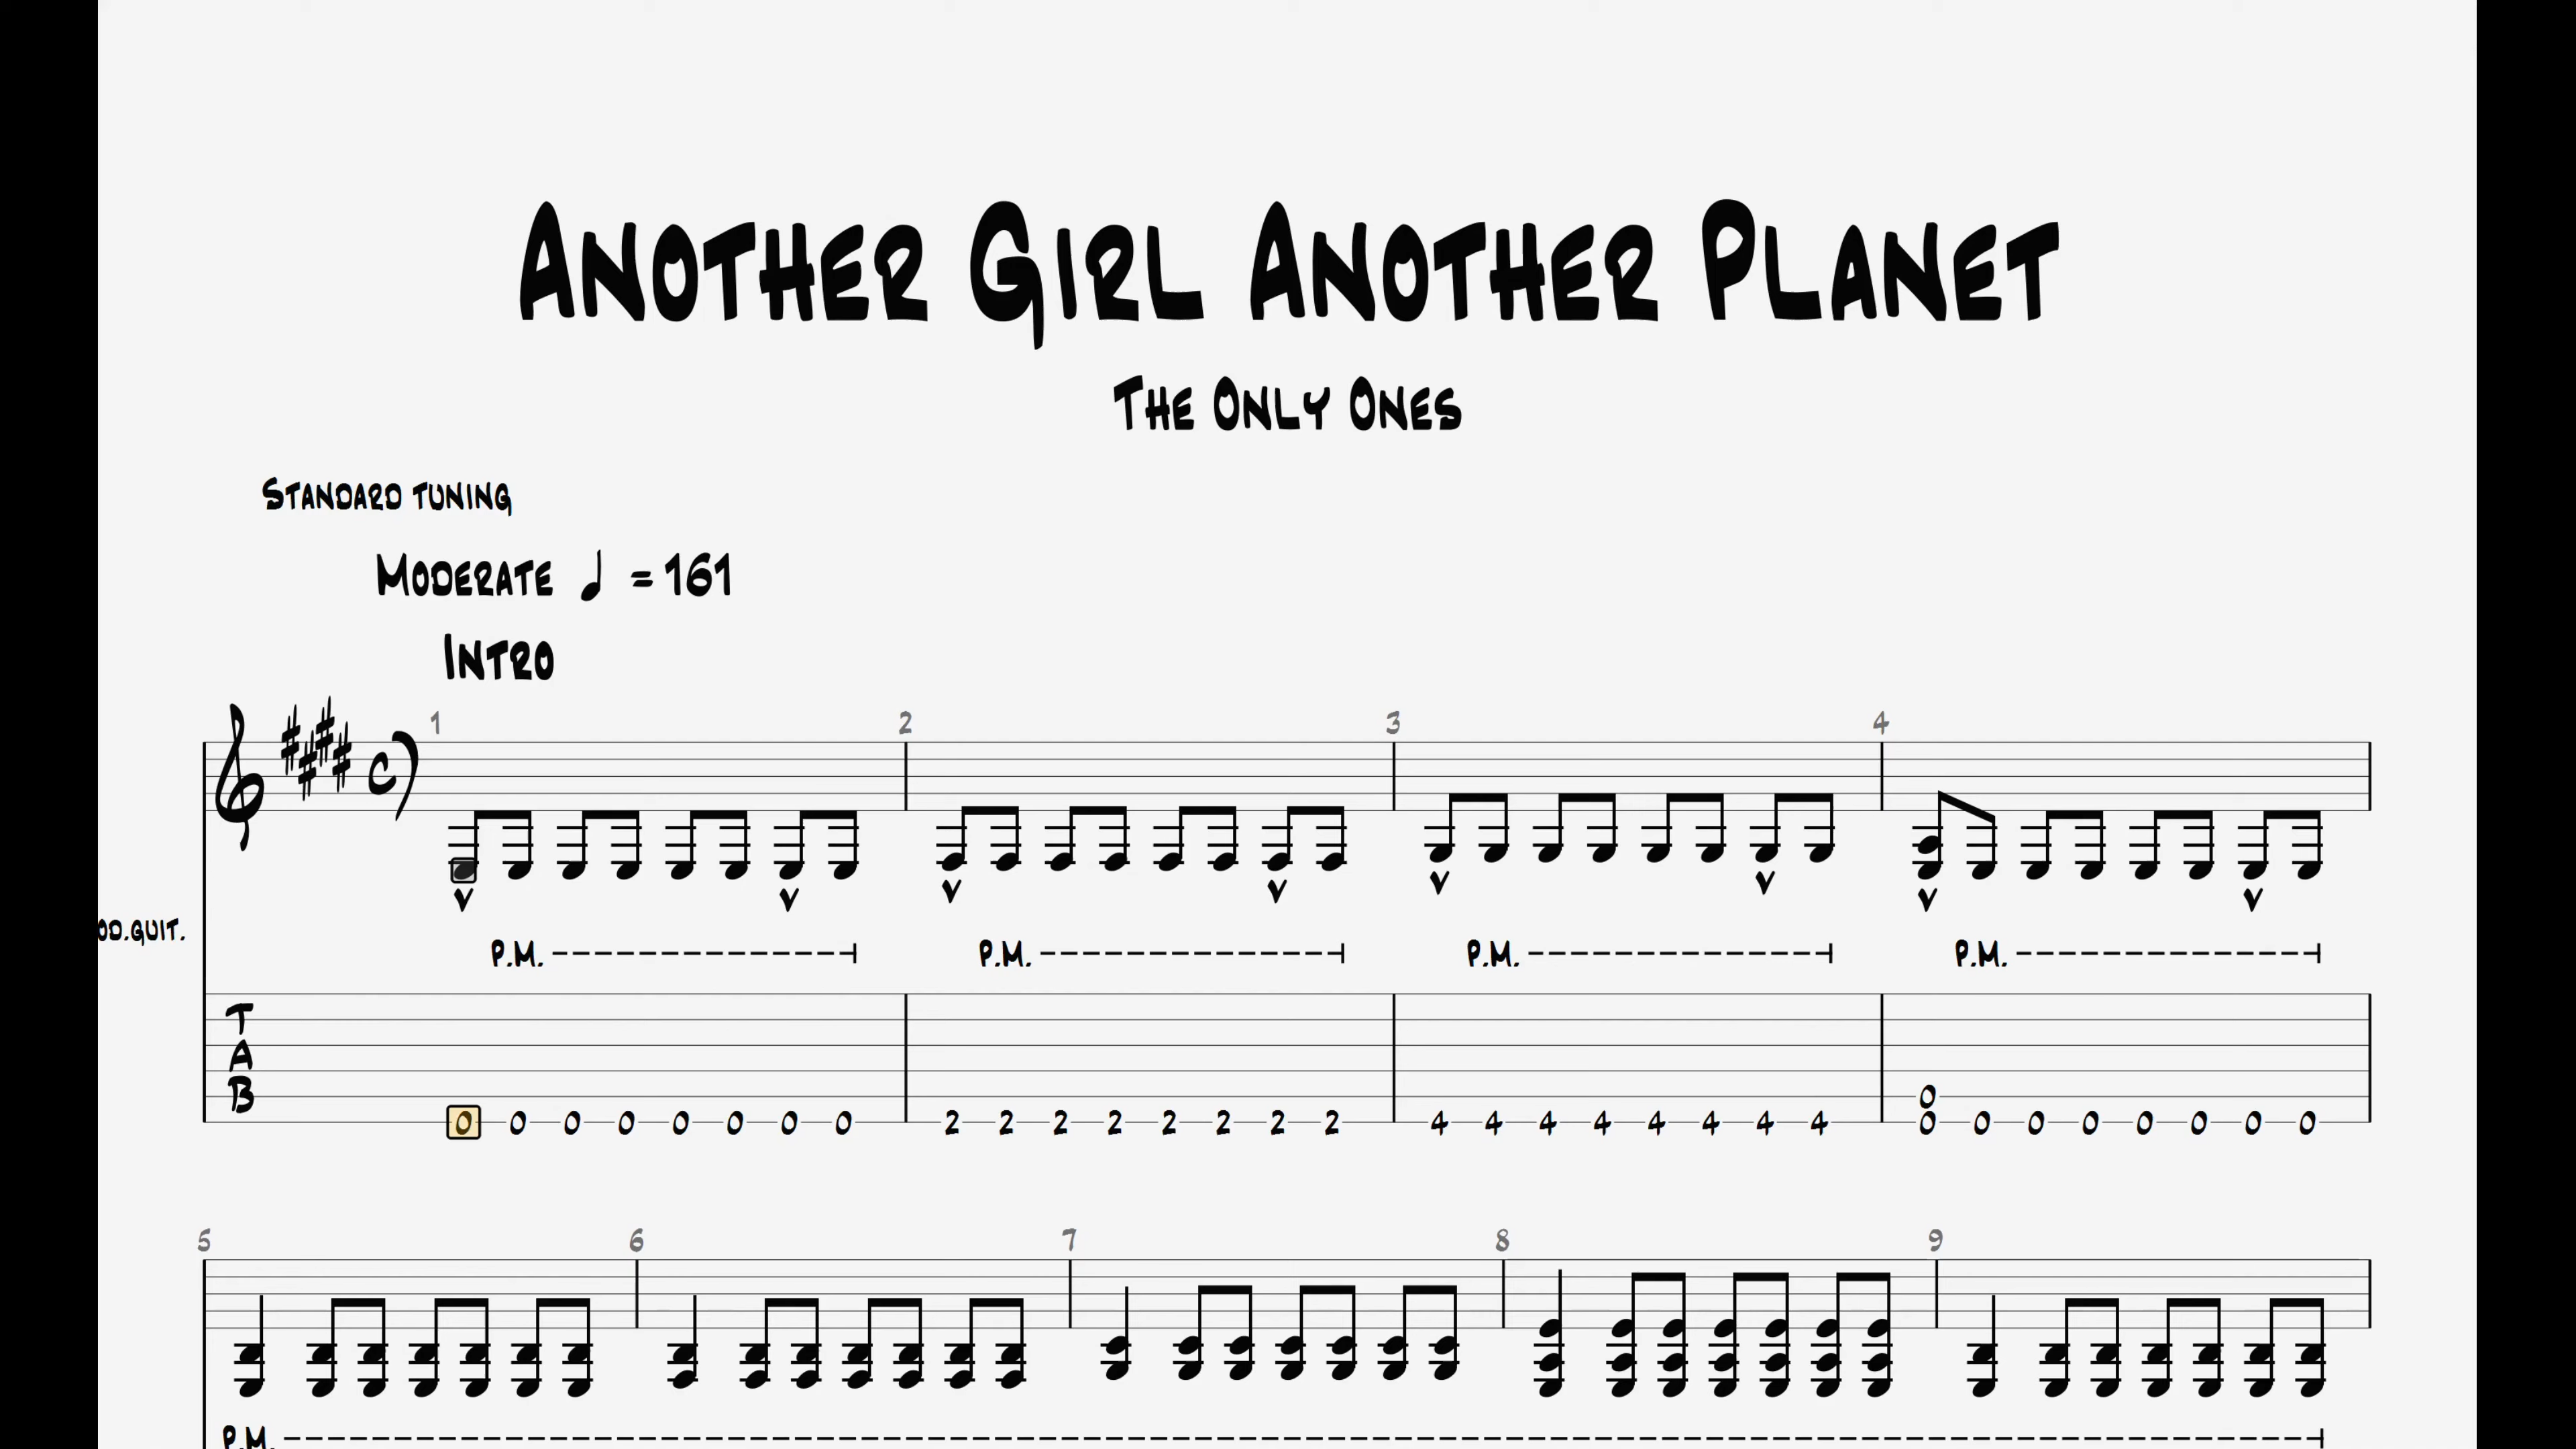 Another Girl Another Planet
The Only Ones
Standard tuning
Moderate = 161
Intro
1 2 3 4
od.guit.
P.M. P.M. P.M. P.M.
T
A
B
0
0 0 0 0 0 0 0 0 2 2 2 2 2 2 2 2 4 4 4 4 4 4 4 4 0 0 0 0 0 0 0 0
5 6 7 8 9
P.M.